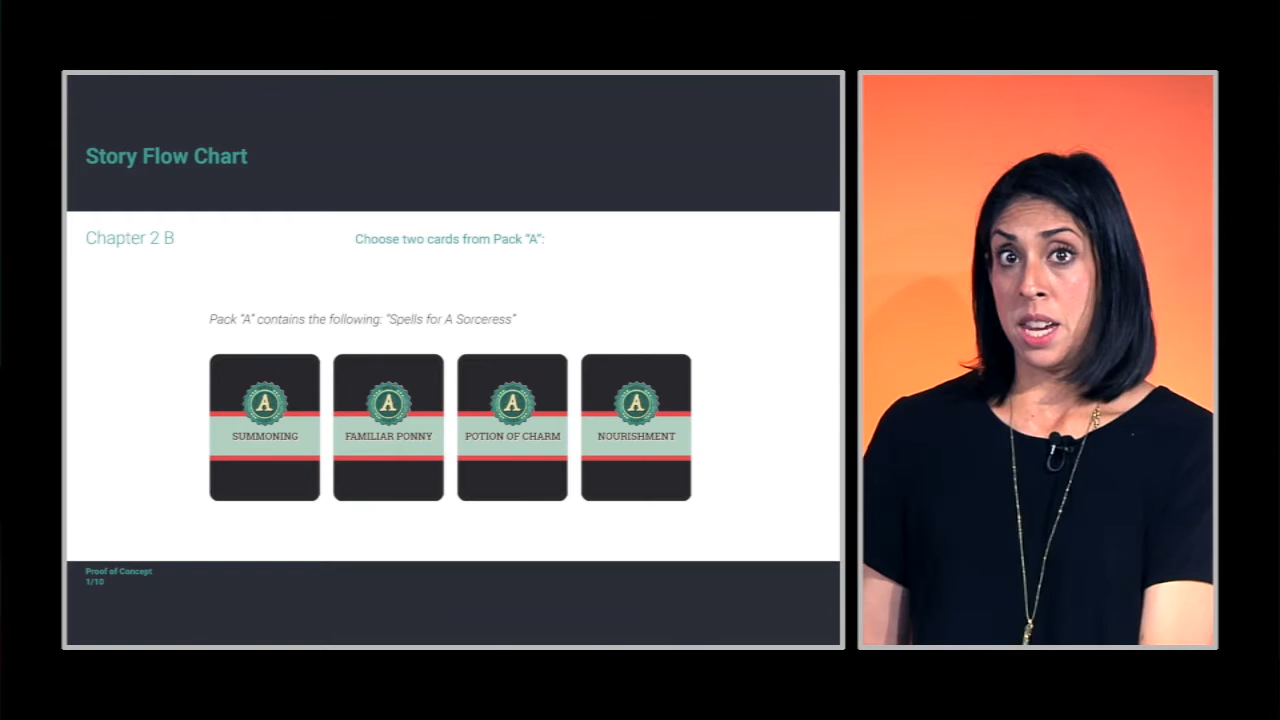 Story Flow Chart
Chapter 2 B
Choose two cards from Pack “A”:
Pack “A” contains the following: “Spells for A Sorceress”
A
A
A
A
SUMMONING
FAMILIAR PONNY
POTION OF CHARM
NOURISHMENT
Proof of Concept
1/10